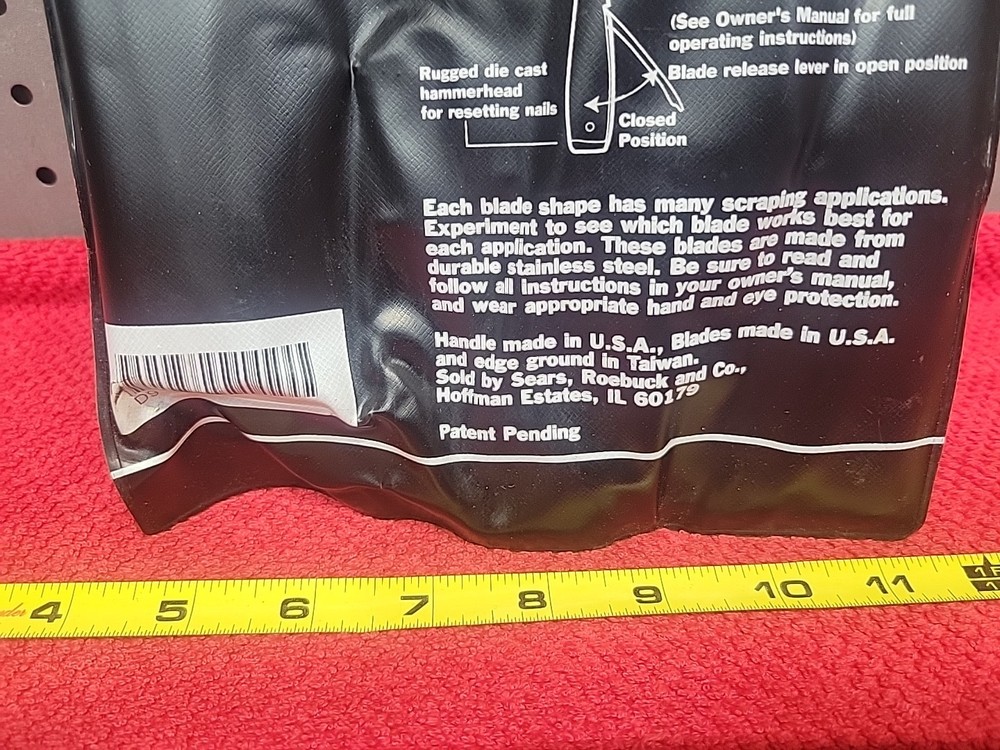 (See Owner's Manual for full
operating instructions)
Blade release lever in open position
Rugged die cast
hammerhead
for resetting nails
Closed
Position
Each blade shape has many scraping applications.
Experiment to see which blade works best for
each application. These blades are made from
durable stainless steel. Be sure to read and
follow all instructions in your owner's manual,
and wear appropriate hand and eye protection.
Handle made in U.S.A., Blades made in U.S.A.
and edge ground in Taiwan.
Sold by Sears, Roebuck and Co.,
Hoffman Estates, IL 60179
Patent Pending
4 5 6 7 8 9 10 11